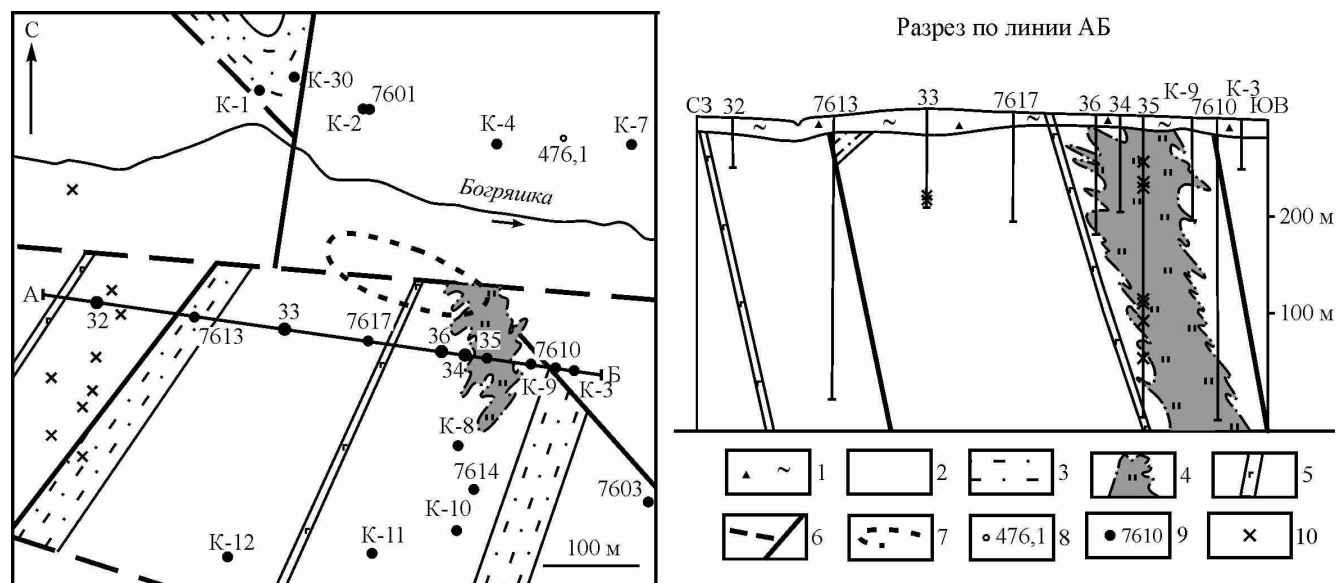 С
К-30
7601
К-1
К-2
К-4
К-7
476,1
Богряшка
А
32
7613
33
7617
36
35
34
7610
Б
К-9
К-3
К-8
7614
7603
К-10
К-12
К-11
100 м
Разрез по линии АБ
СЗ 32 7613 33 7617 36 34 35 К-9 7610 К-3 ЮВ
200 м
100 м
1 2 3 4 5
6 7 476,1 8 7610 9 10